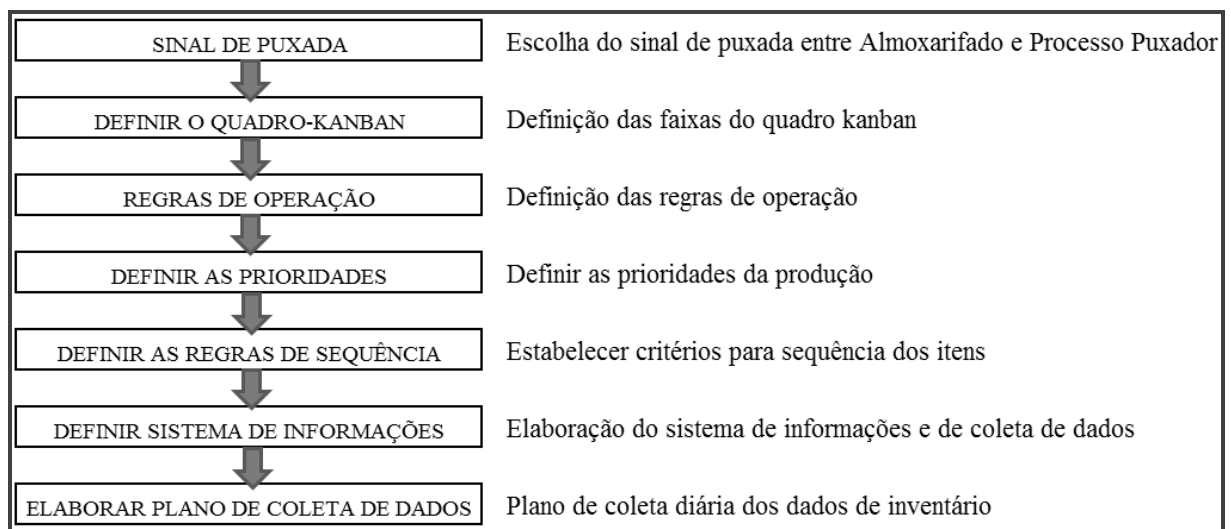 SINAL DE PUXADA Escolha do sinal de puxada entre Almoxarifado e Processo Puxador
DEFINIR O QUADRO-KANBAN Definição das faixas do quadro kanban
REGRAS DE OPERAÇÃO Definição das regras de operação
DEFINIR AS PRIORIDADES Definir as prioridades da produção
DEFINIR AS REGRAS DE SEQUÊNCIA Estabelecer critérios para sequência dos itens
DEFINIR SISTEMA DE INFORMAÇÕES Elaboração do sistema de informações e de coleta de dados
ELABORAR PLANO DE COLETA DE DADOS Plano de coleta diária dos dados de inventário